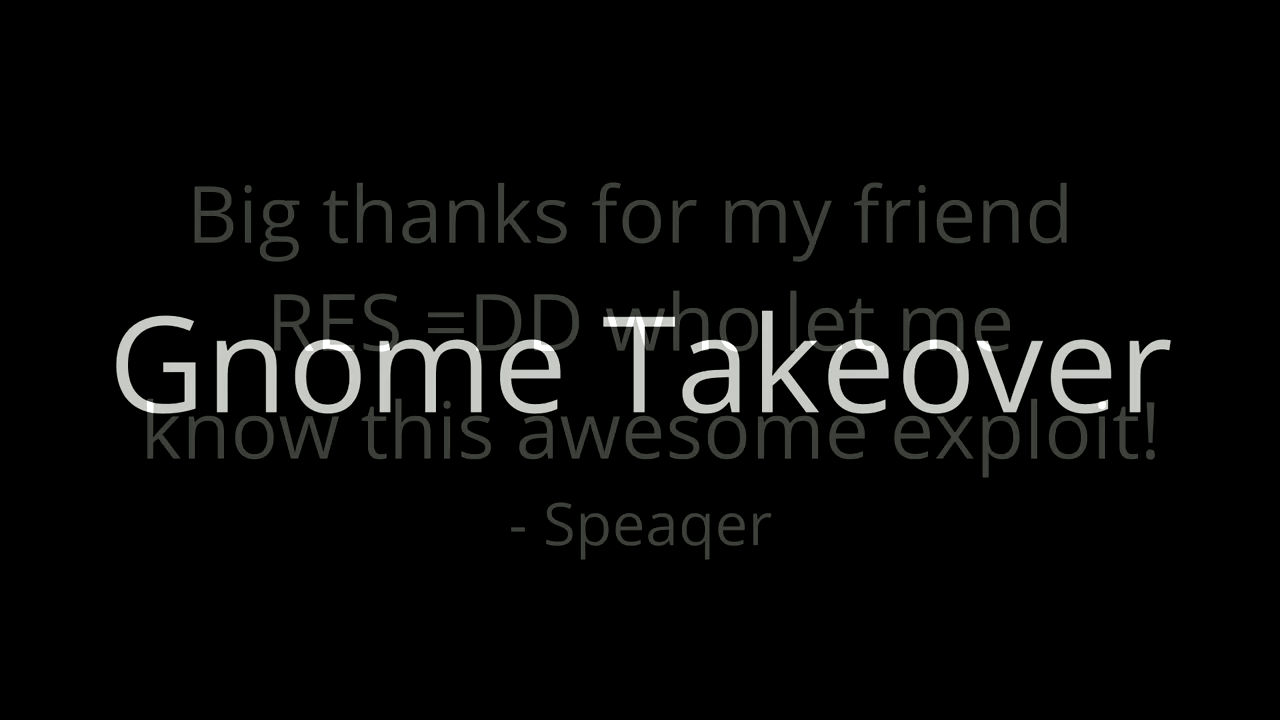 Big thanks for my friend
RES =DD who let me
Gnome Takeover
know this awesome exploit!
- Speaqer